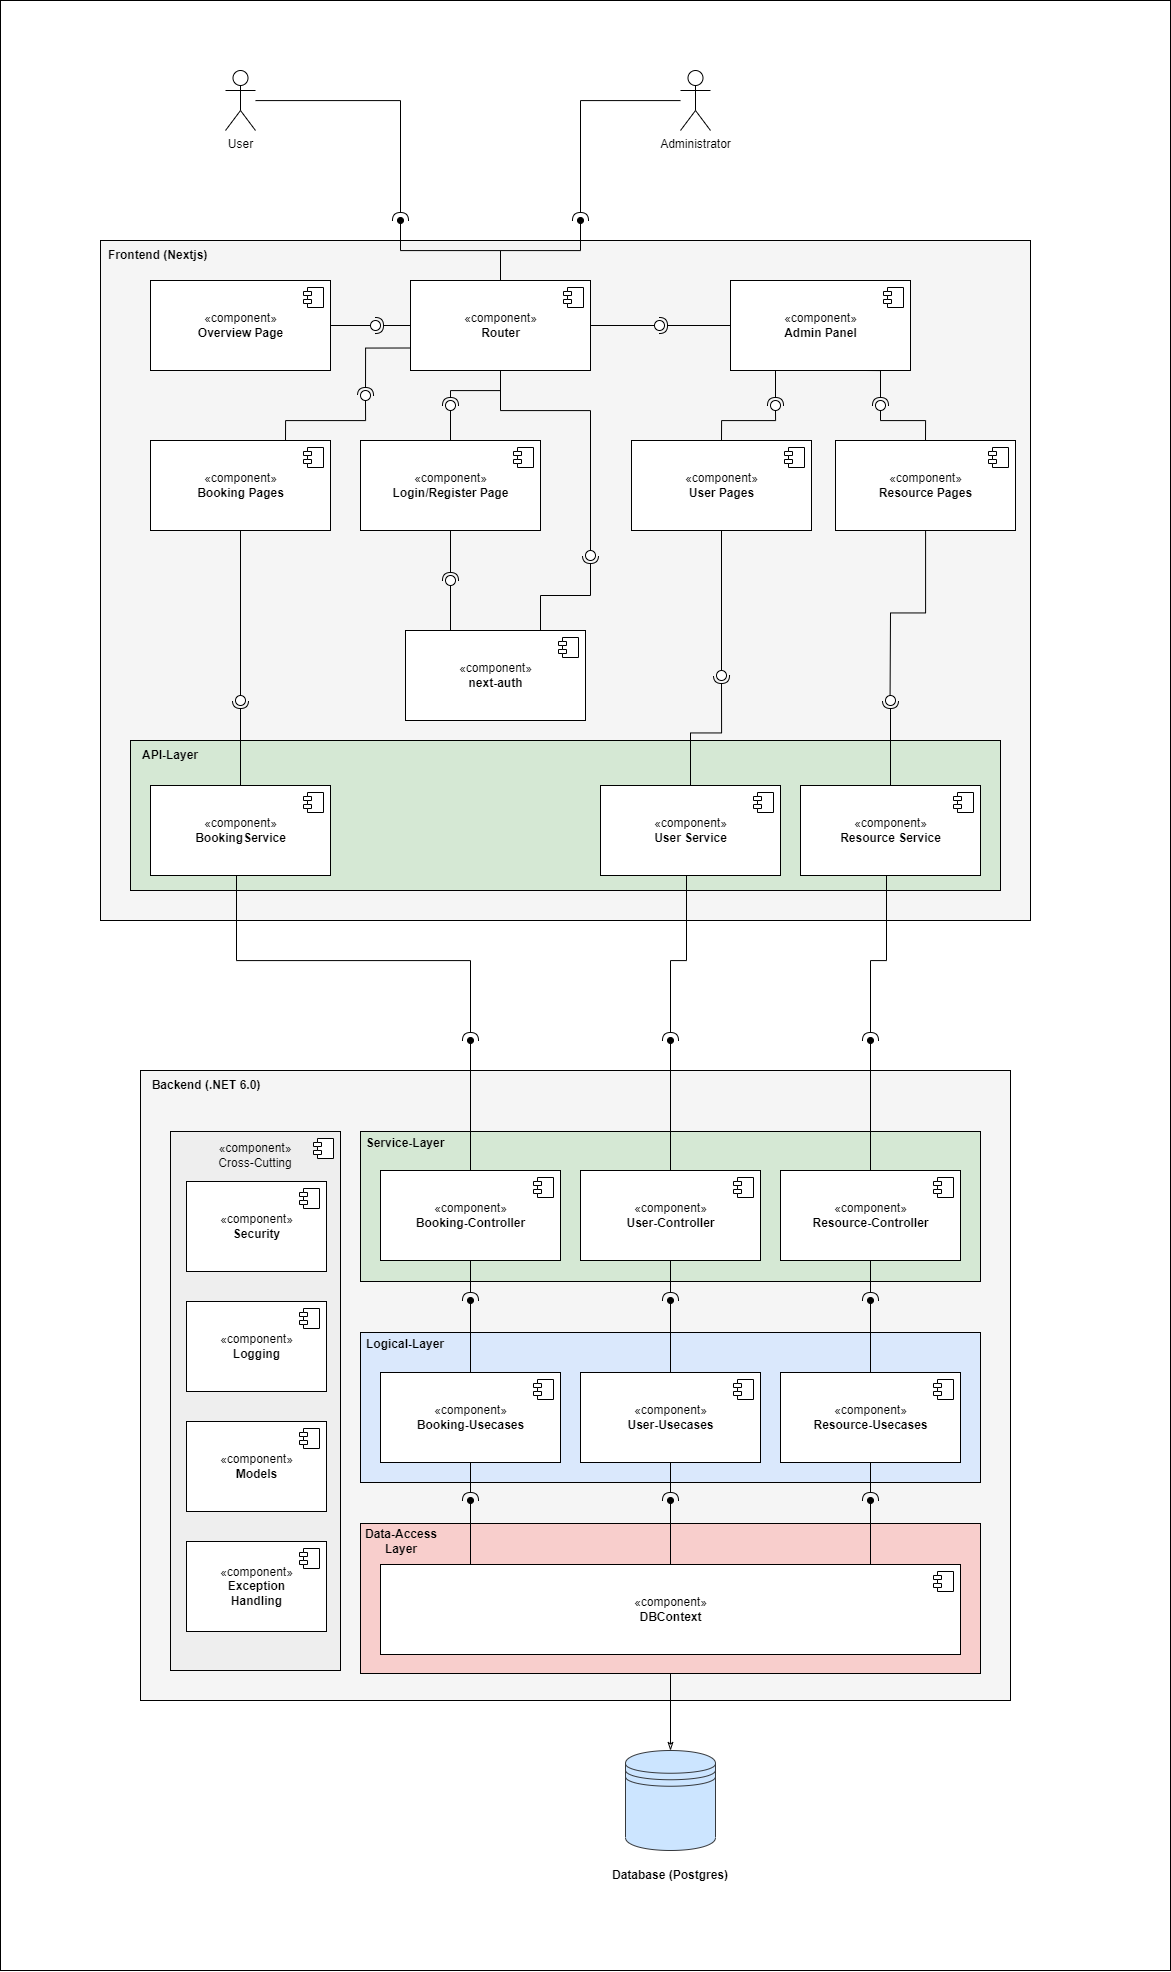 User
Administrator
Frontend (Nextjs)
«component»
Overview Page
«component»
Router
«component»
Admin Panel
«component»
Booking Pages
«component»
Login/Register Page
«component»
User Pages
«component»
Resource Pages
«component»
next-auth
API-Layer
«component»
BookingService
«component»
User Service
«component»
Resource Service
Backend (.NET 6.0)
«component»
Cross-Cutting
«component»
Security
«component»
Logging
«component»
Models
«component»
Exception
Handling
Service-Layer
«component»
Booking-Controller
«component»
User-Controller
«component»
Resource-Controller
Logical-Layer
«component»
Booking-Usecases
«component»
User-Usecases
«component»
Resource-Usecases
Data-Access
Layer
«component»
DBContext
Database (Postgres)